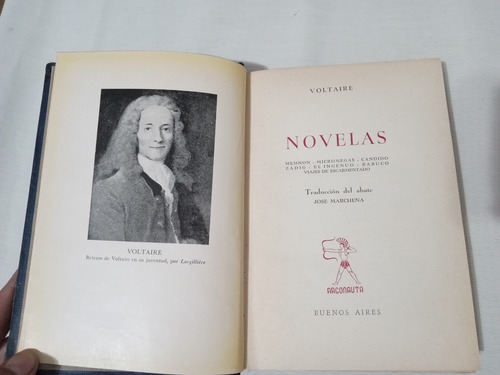 VOLTAIRE
Retrato de Voltaire en su juventud, por Largillière
VOLTAIRE
NOVELAS
MEMNON - MICROMEGAS - CANDIDO
ZADIG - EL INGENUO - BABUCO
VIAJES DE ESCARMENTADO
Traducción del abate
JOSE MARCHENA
ARGONAUTA
BUENOS AIRES